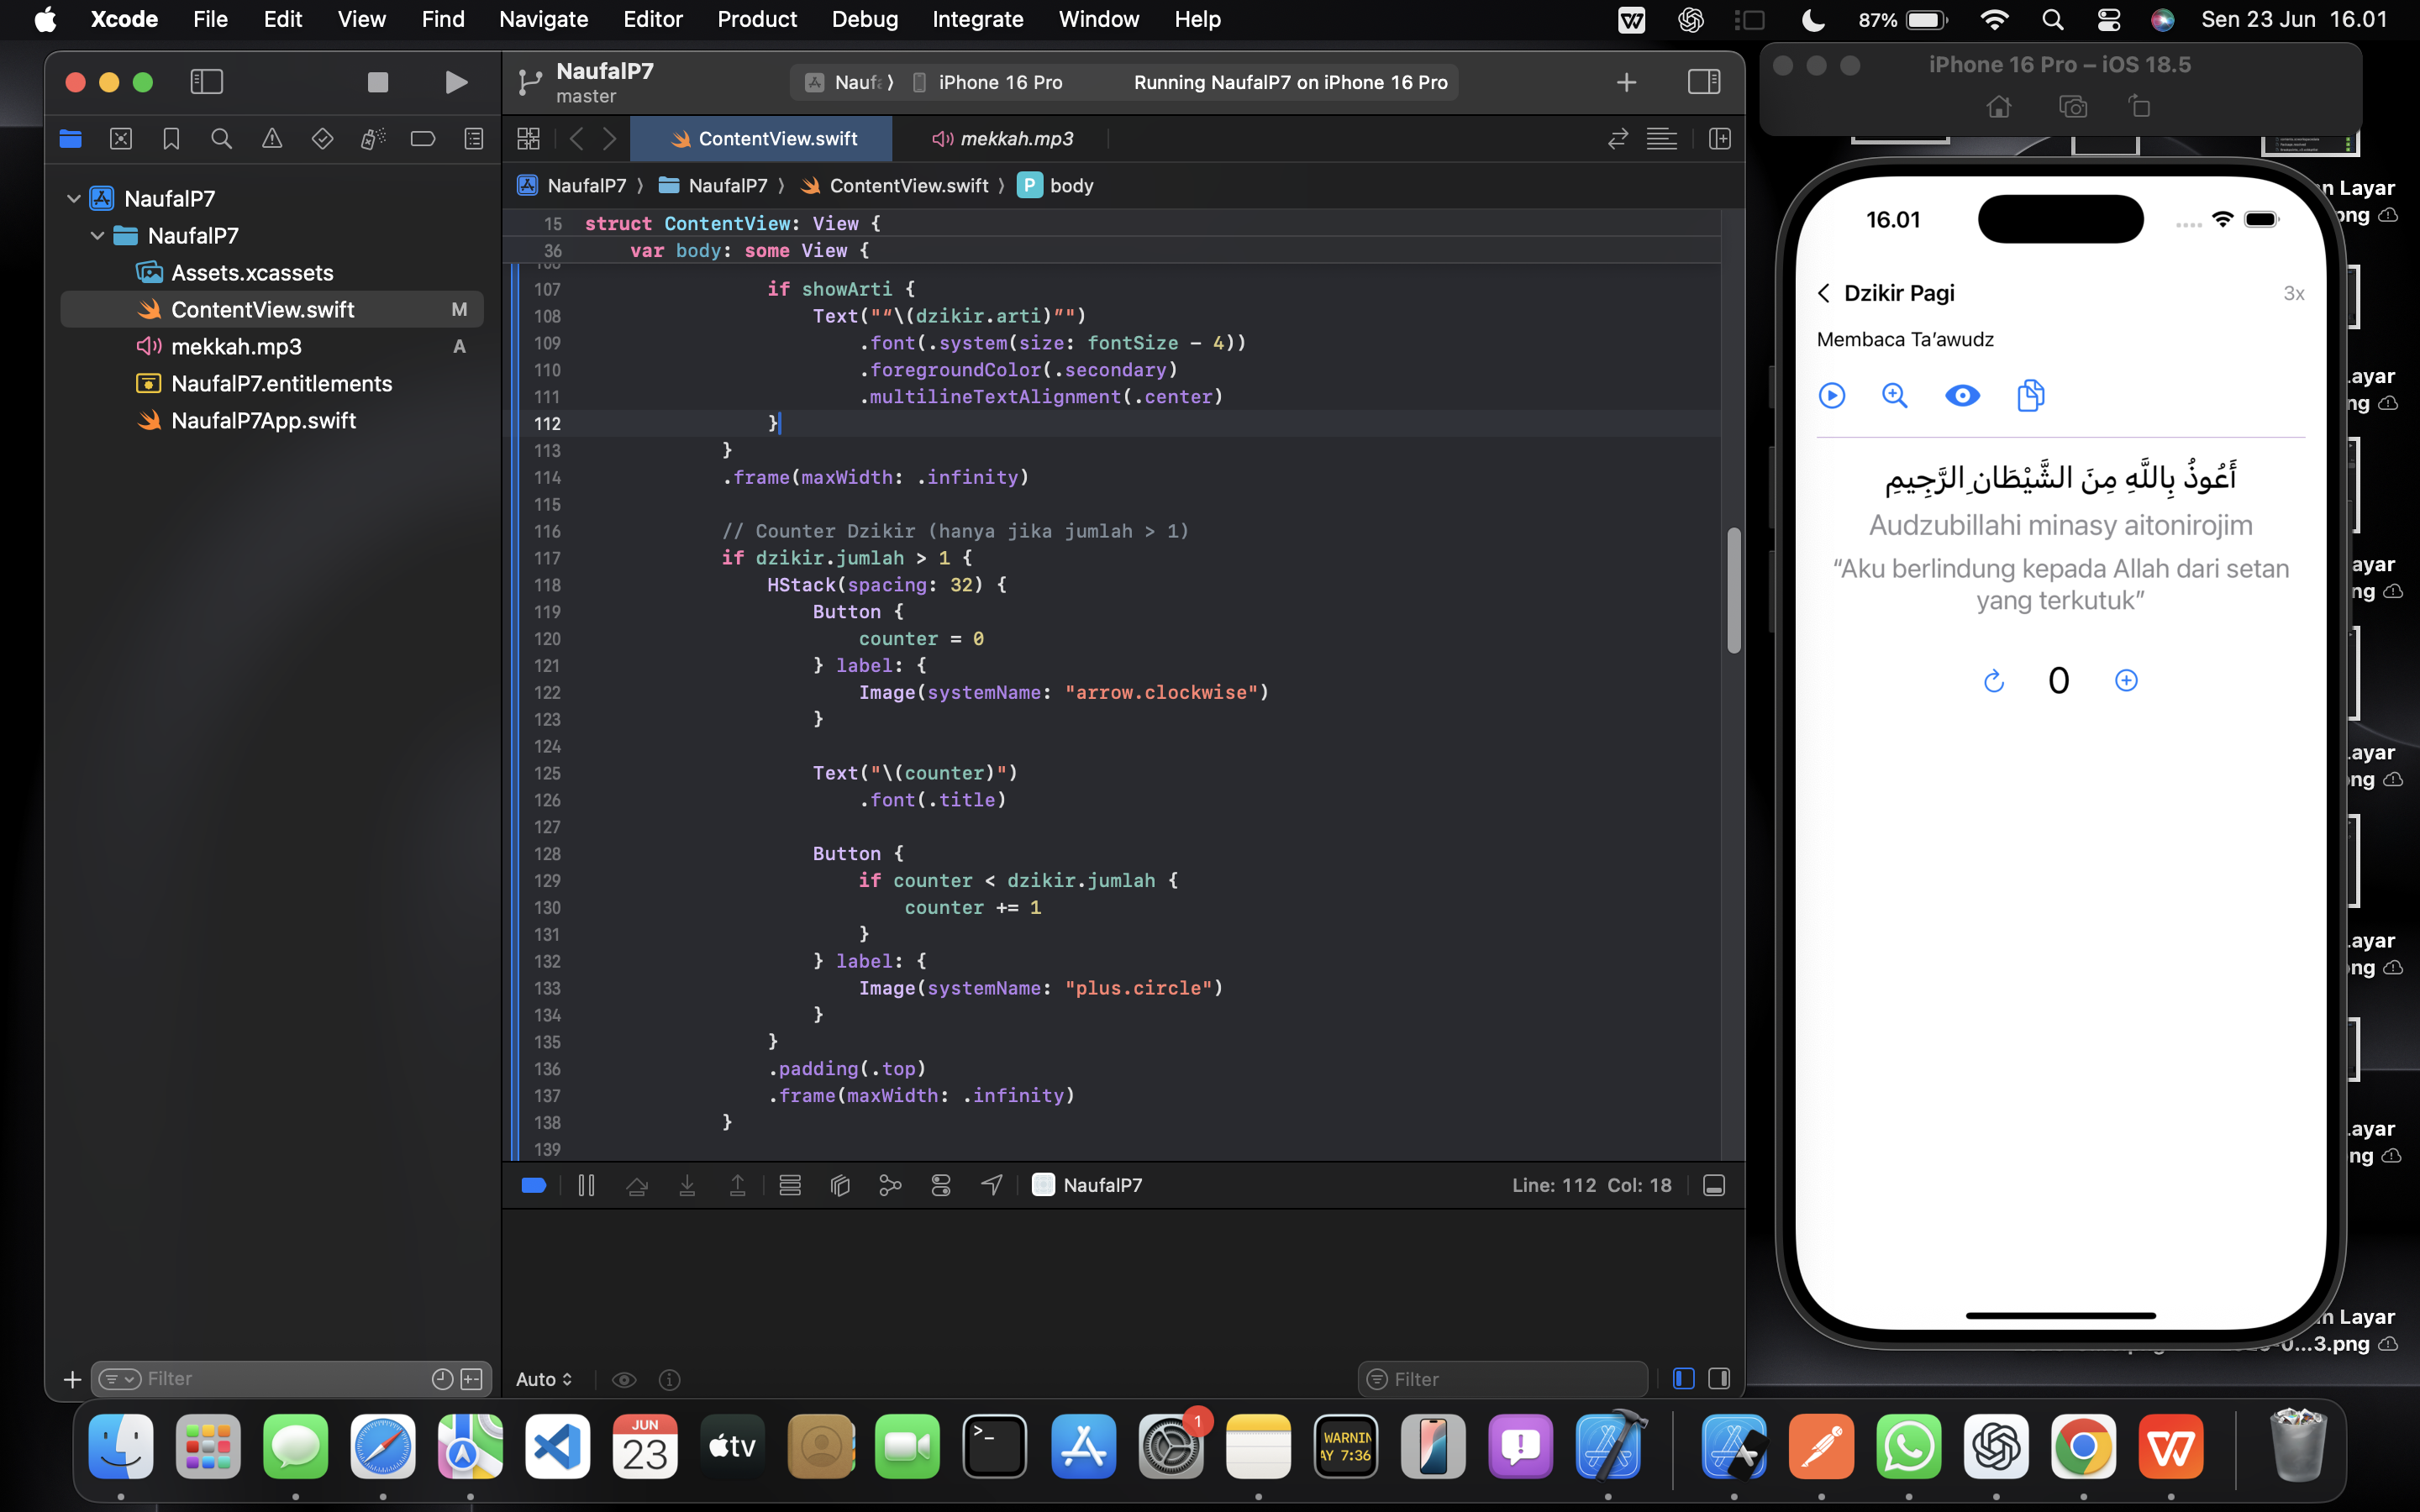 Xcode File Edit View Find Navigate Editor Product Debug Integrate Window Help 87% Sen 23 Jun 16.01
NaufalP7
master
iPhone 16 Pro
Running NaufalP7 on iPhone 16 Pro
ContentView.swift
mekkah.mp3
NaufalP7 NaufalP7 ContentView.swift P body
NaufalP7
NaufalP7
Assets.xcassets
ContentView.swift M
mekkah.mp3 A
NaufalP7.entitlements
NaufalP7App.swift
15 struct ContentView: View {
36 var body: some View {
107 if showArti {
108 Text("“\(dzikir.arti)”")
109 .font(.system(size: fontSize - 4))
110 .foregroundColor(.secondary)
111 .multilineTextAlignment(.center)
112 }
113 }
114 .frame(maxWidth: .infinity)
115
116 // Counter Dzikir (hanya jika jumlah > 1)
117 if dzikir.jumlah > 1 {
118 HStack(spacing: 32) {
119 Button {
120 counter = 0
121 } label: {
122 Image(systemName: "arrow.clockwise")
123 }
124
125 Text("\(counter)")
126 .font(.title)
127
128 Button {
129 if counter < dzikir.jumlah {
130 counter += 1
131 }
132 } label: {
133 Image(systemName: "plus.circle")
134 }
135 }
136 .padding(.top)
137 .frame(maxWidth: .infinity)
138 }
139
NaufalP7
Line: 112 Col: 18
Filter
Auto
Filter
iPhone 16 Pro – iOS 18.5
16.01
Dzikir Pagi 3x
Membaca Ta’awudz
أَعُوذُ بِاللَّهِ مِنَ الشَّيْطَانِ الرَّجِيمِ
Audzubillahi minasy aitonirojim
“Aku berlindung kepada Allah dari setan
yang terkutuk”
0
n Layar
ayar
ayar
ayar
ayar
ayar
n Layar
3.png
JUN
23
tv
1
WARNIN
AY 7:36